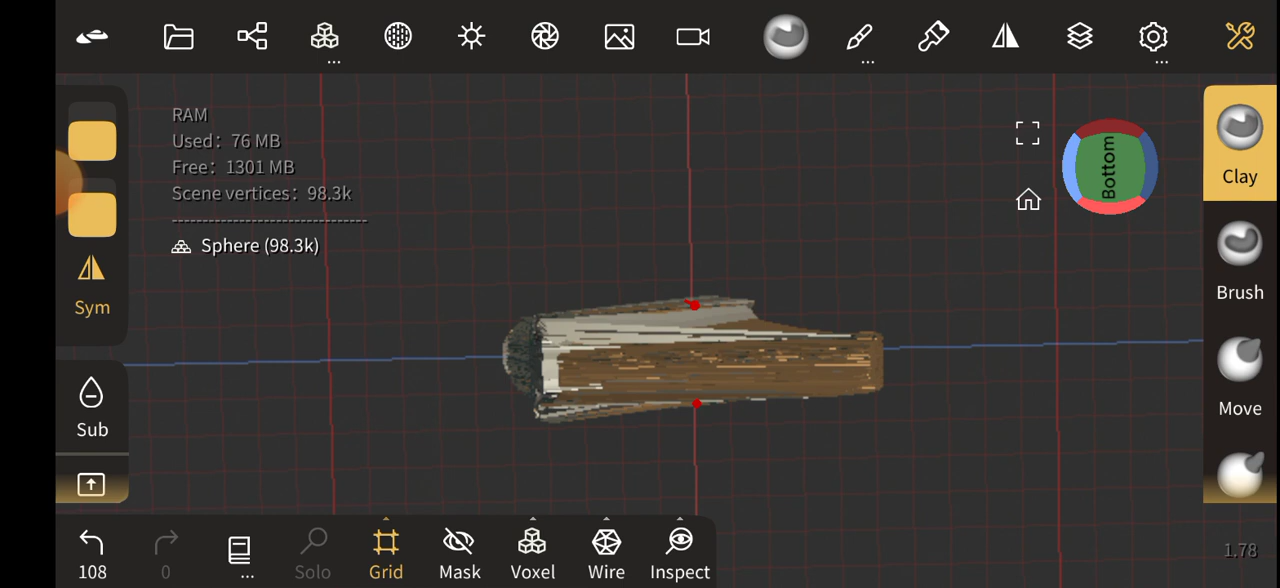 RAM
Used: 76 MB
Free: 1301 MB
Scene vertices: 98.3k
-------------------------------
Sphere (98.3k)
Bottom
Clay
Brush
Move
Sym
Sub
108
0
...
Solo
Grid
Mask
Voxel
Wire
Inspect
1.78